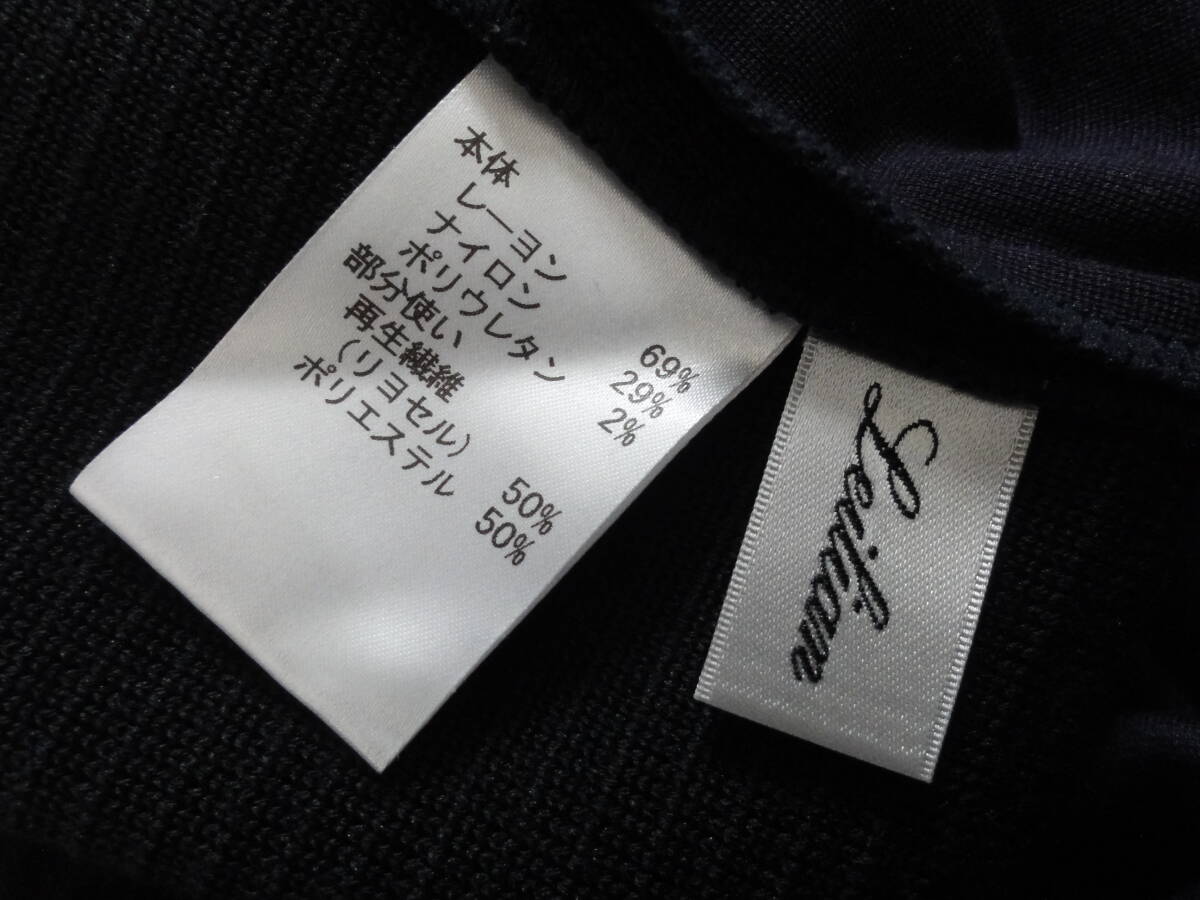 本体
レーヨン 69%
ナイロン 29%
ポリウレタン 2%
部分使い
再生繊維
(リヨセル) 50%
ポリエステル 50%
Leilian